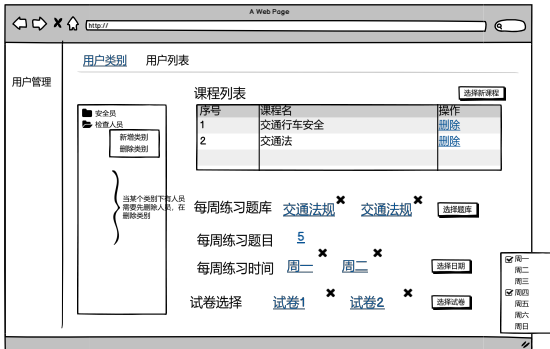 A Web Page
http://
用户管理
用户类别 用户列表
安全员
检查人员
新增类别
删除类别
当某个类别下有人员
需要先删除人员，在
删除类别
课程列表 选择新课程
序号 课程名 操作
1 交通行车安全 删除
2 交通法 删除
每周练习题库 交通法规 交通法规 选择题库
每周练习题目 5
每周练习时间 周一 周二 选择日期
试卷选择 试卷1 试卷2 选择试卷
周一
周二
周三
周四
周五
周六
周日